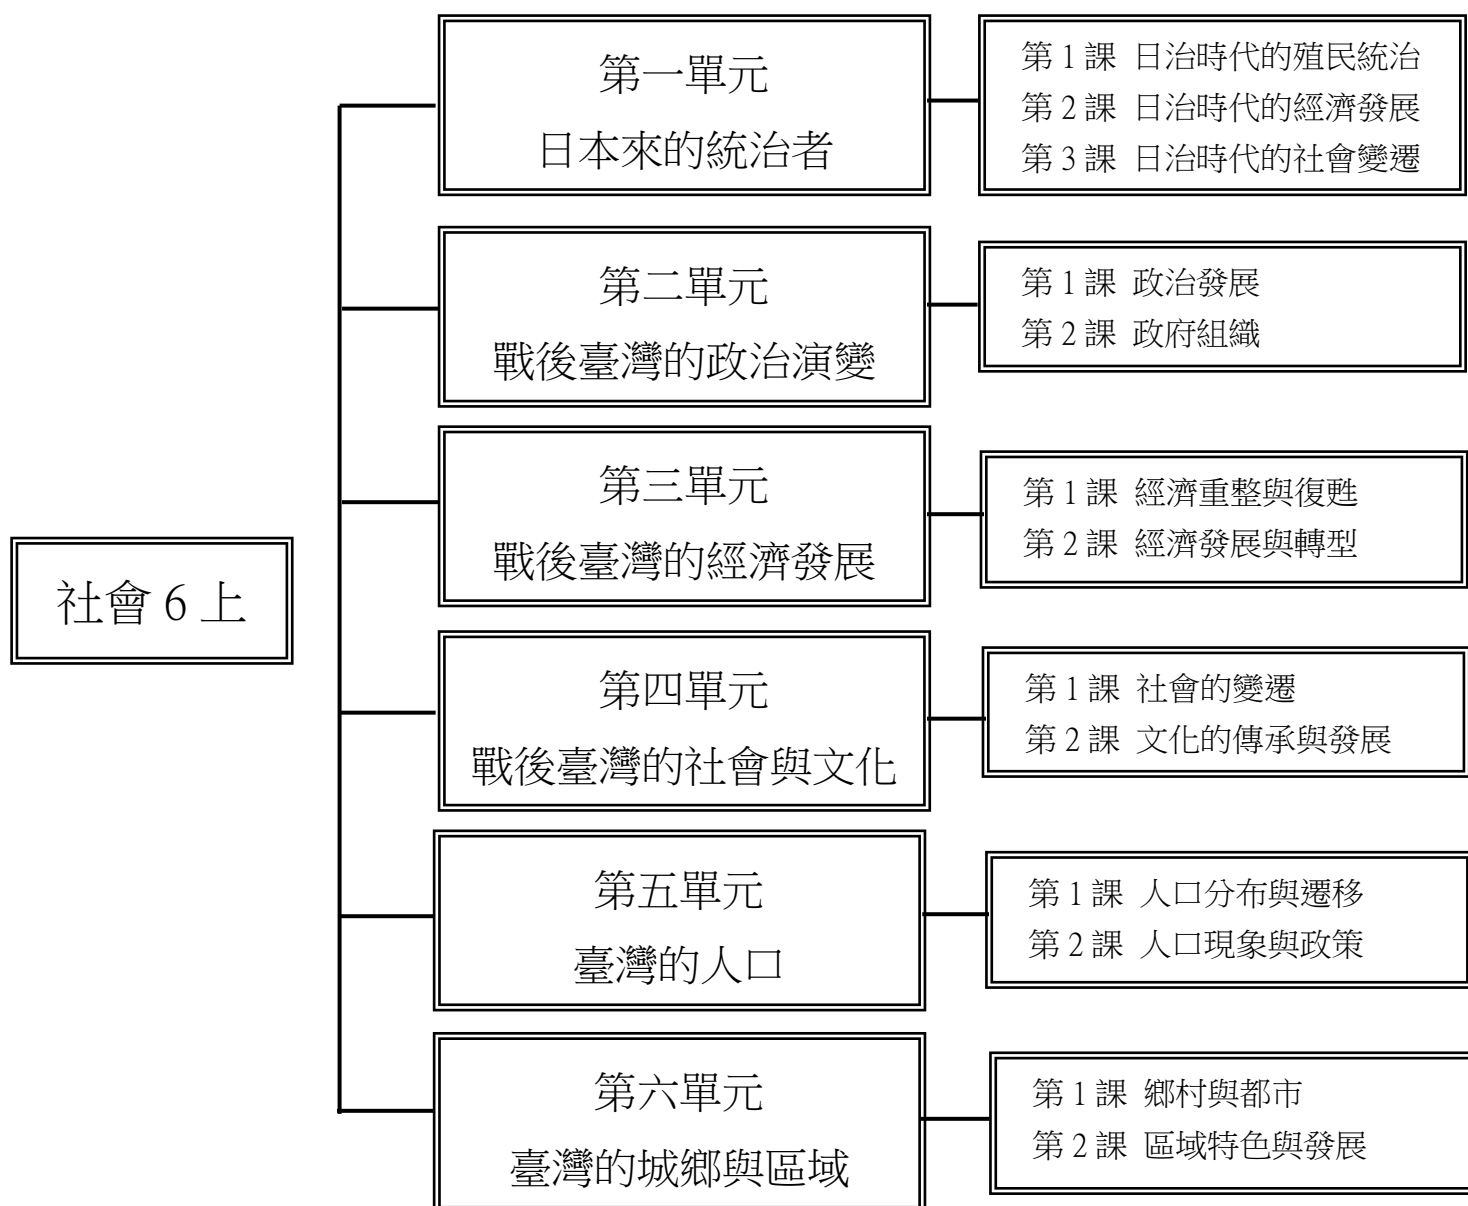 社會 6 上
第一單元
日本來的統治者
第 1 課 日治時代的殖民統治
第 2 課 日治時代的經濟發展
第 3 課 日治時代的社會變遷
第二單元
戰後臺灣的政治演變
第 1 課 政治發展
第 2 課 政府組織
第三單元
戰後臺灣的經濟發展
第 1 課 經濟重整與復甦
第 2 課 經濟發展與轉型
第四單元
戰後臺灣的社會與文化
第 1 課 社會的變遷
第 2 課 文化的傳承與發展
第五單元
臺灣的人口
第 1 課 人口分布與遷移
第 2 課 人口現象與政策
第六單元
臺灣的城鄉與區域
第 1 課 鄉村與都市
第 2 課 區域特色與發展